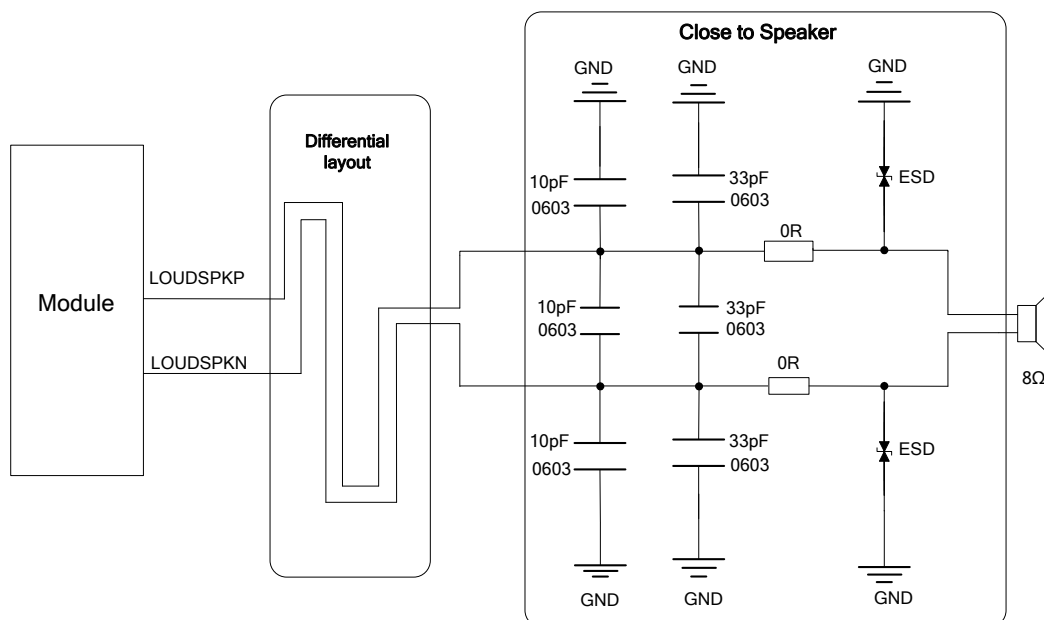 Close to Speaker
GND
GND
GND
Differential
layout
10pF
0603
33pF
0603
ESD
0R
LOUDSPKP
Module
10pF
0603
33pF
0603
LOUDSPKN
0R
8Ω
10pF
0603
33pF
0603
ESD
GND
GND
GND